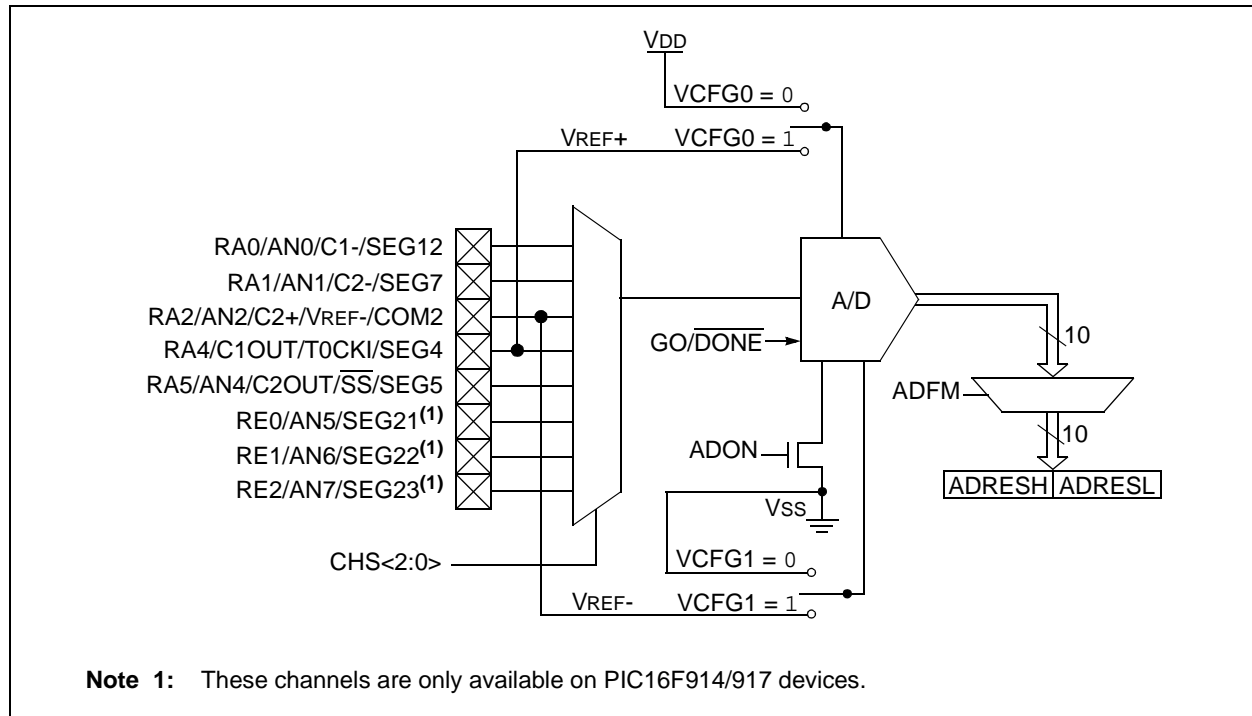 VDD
VCFG0 = 0
VREF+ VCFG0 = 1
RA0/AN0/C1-/SEG12
RA1/AN1/C2-/SEG7
RA2/AN2/C2+/VREF-/COM2
RA4/C1OUT/T0CKI/SEG4
RA5/AN4/C2OUT/SS/SEG5
RE0/AN5/SEG21(1)
RE1/AN6/SEG22(1)
RE2/AN7/SEG23(1)
CHS<2:0>
A/D
GO/DONE
10
ADFM
10
ADON
ADRESH ADRESL
VSS
VCFG1 = 0
VREF- VCFG1 = 1
Note 1: These channels are only available on PIC16F914/917 devices.